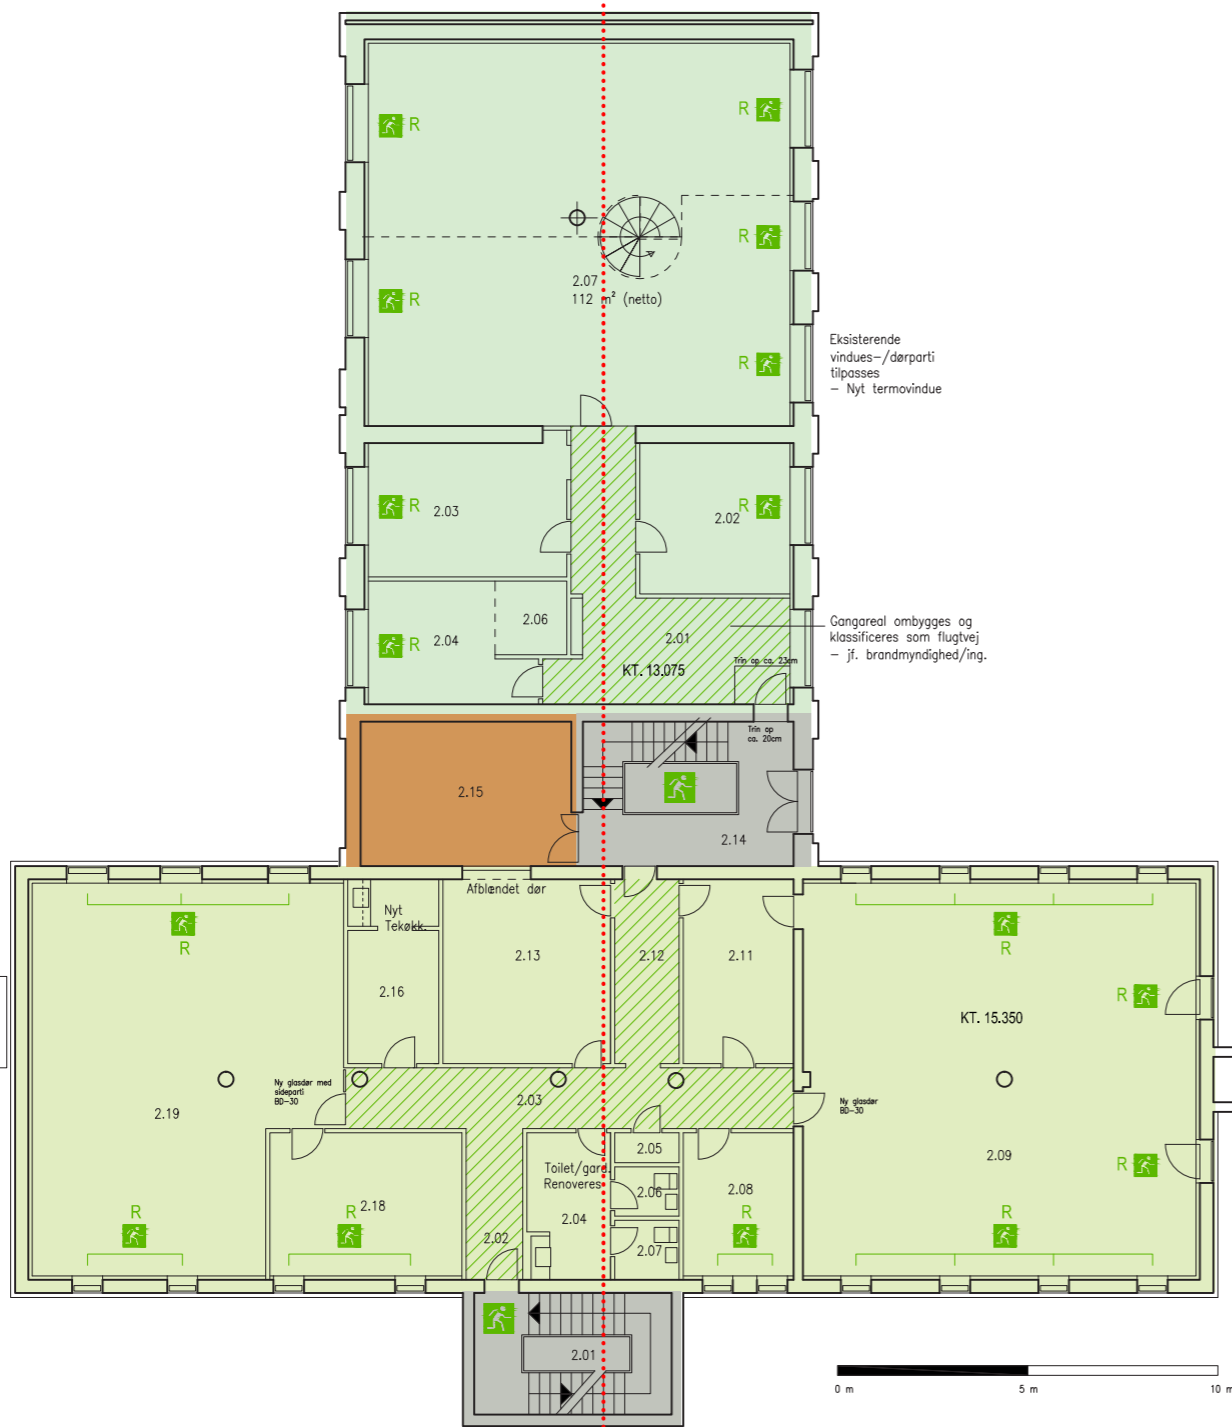 R
R
R
2.07
112 m² (netto)
R
R
Eksisterende
vindues-/dørparti
tilpasses
- Nyt termovindue
R
2.03
R
2.02
2.06
R
2.04
2.01
Gangareal ombygges og
klassificeres som flugtvej
- jf. brandmyndighed/ing.
KT. 13.075
Trin op ca. 23cm
Trin op
ca. 20cm
2.15
2.14
Afblændet dør
Nyt
Tekøkk.
R
2.13
2.12
2.11
R
2.16
R
KT. 15.350
Ny glasdør med
sideparti
BD-30
2.19
2.03
Ny glasdør
BD-30
2.05
2.09
Toilet/gard.
Renoveres
R
2.06
2.08
R
R
2.18
2.04
R
R
2.02
2.07
2.01
0 m
5 m
10 m